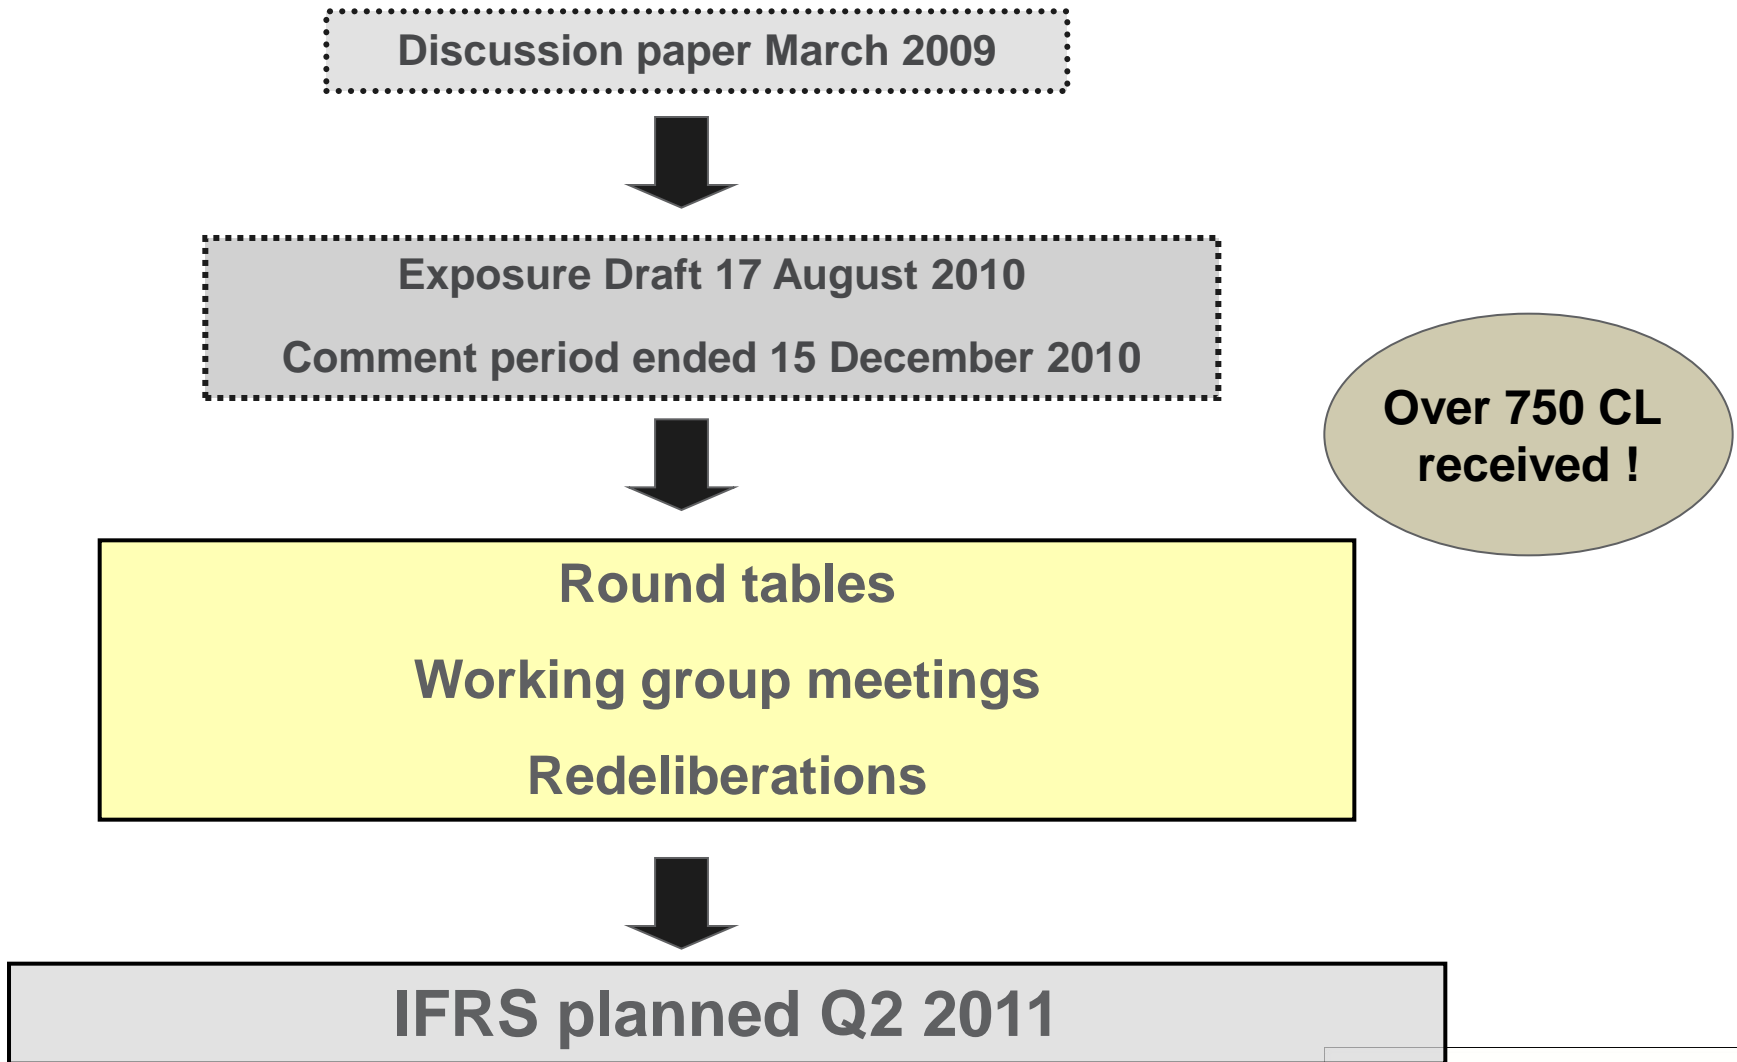 Discussion paper March 2009
Exposure Draft 17 August 2010
Comment period ended 15 December 2010
Over 750 CL
received !
Round tables
Working group meetings
Redeliberations
IFRS planned Q2 2011